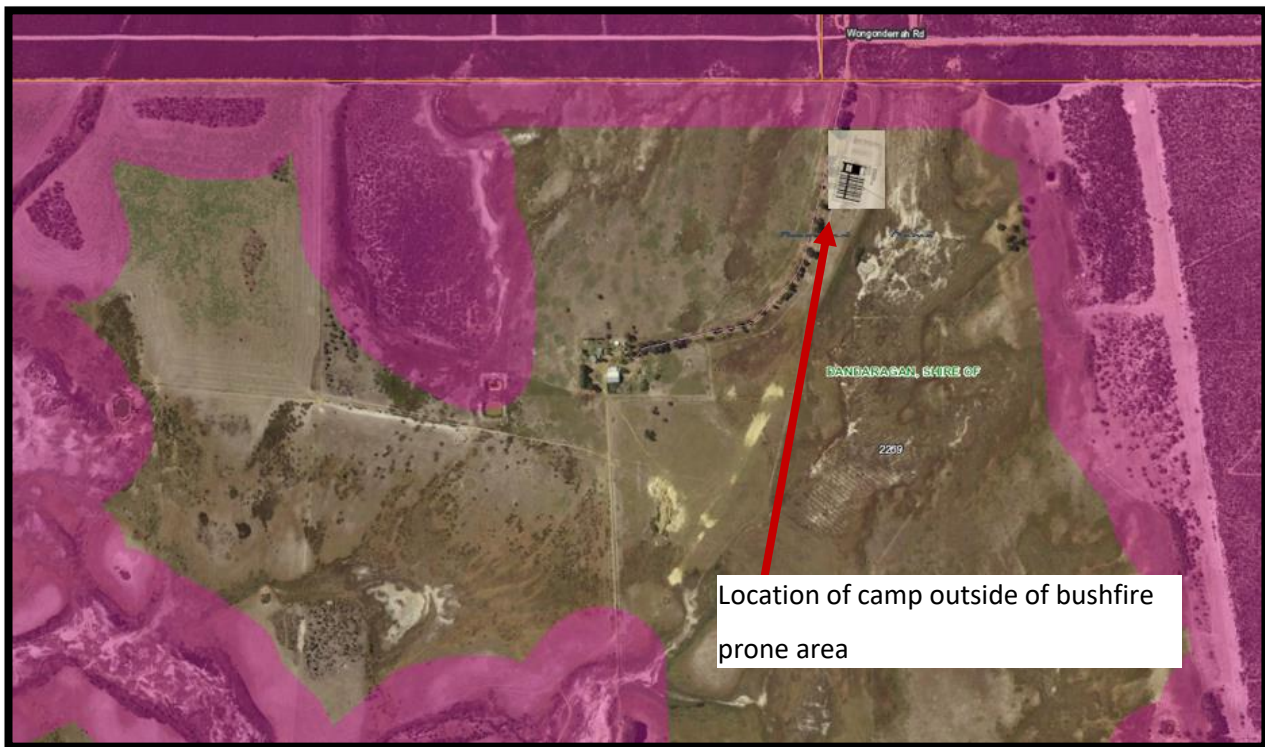 Wongonderrah Rd
DANDARAGAN, SHIRE OF
2269
Location of camp outside of bushfire
prone area